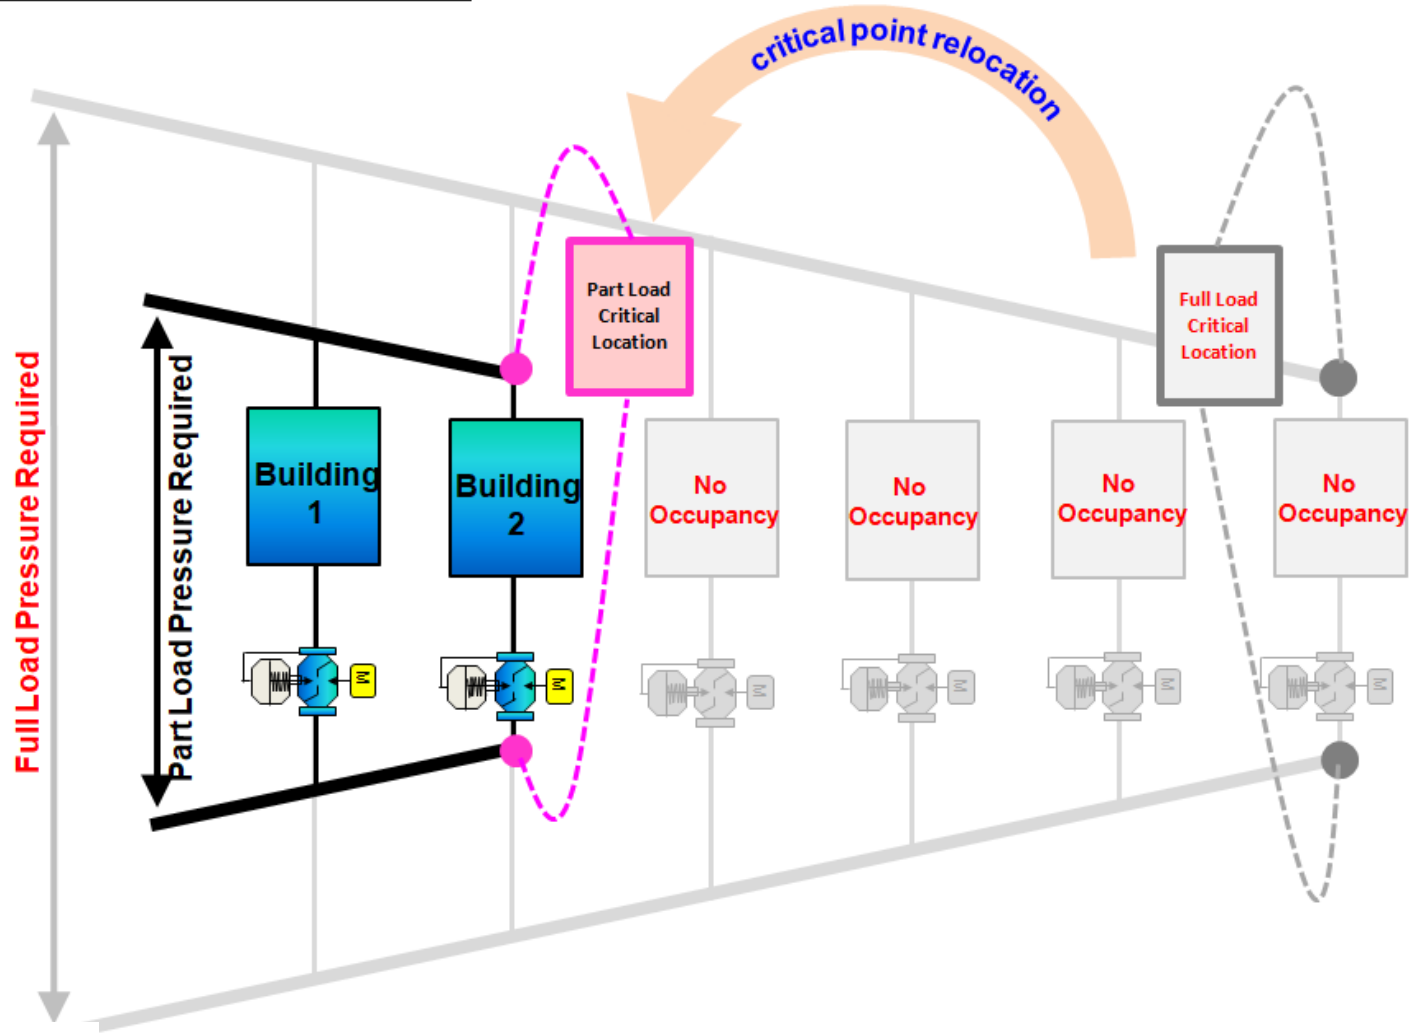 critical point relocation
Part Load
Critical
Location
Full Load
Critical
Location
Full Load Pressure Required
Part Load Pressure Required
Building
1
Building
2
No
Occupancy
No
Occupancy
No
Occupancy
No
Occupancy
M
M
M
M
M
M